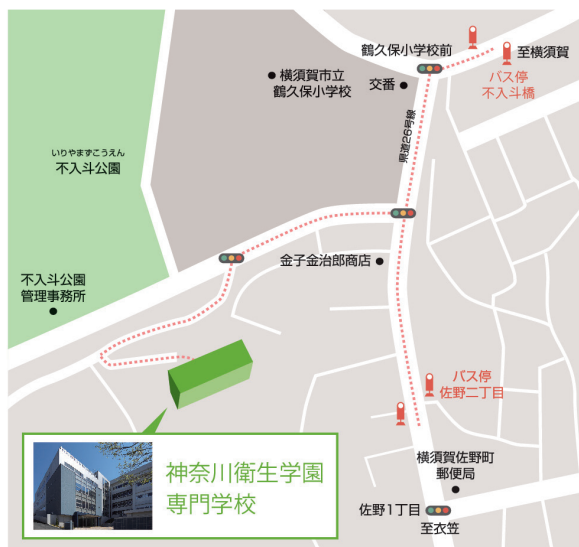 鶴久保小学校前
至横須賀
横須賀市立
鶴久保小学校
交番
バス停
不入斗橋
県道26号線
いりやまずこうえん
不入斗公園
金子金治郎商店
不入斗公園
管理事務所
バス停
佐野二丁目
神奈川衛生学園
専門学校
横須賀佐野町
郵便局
佐野1丁目
至衣笠